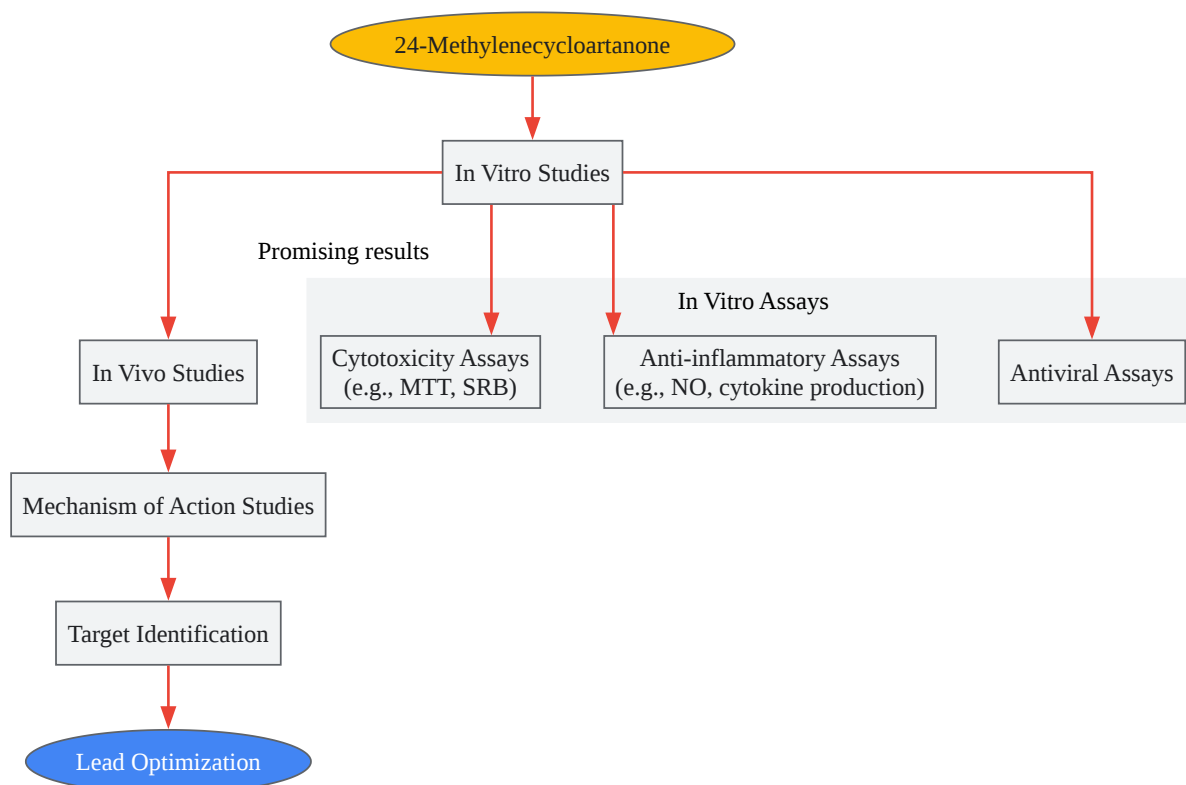 24-Methylenecycloartanone
In Vitro Studies
Promising results
In Vitro Assays
In Vivo Studies
Cytotoxicity Assays
(e.g., MTT, SRB)
Anti-inflammatory Assays
(e.g., NO, cytokine production)
Antiviral Assays
Mechanism of Action Studies
Target Identification
Lead Optimization